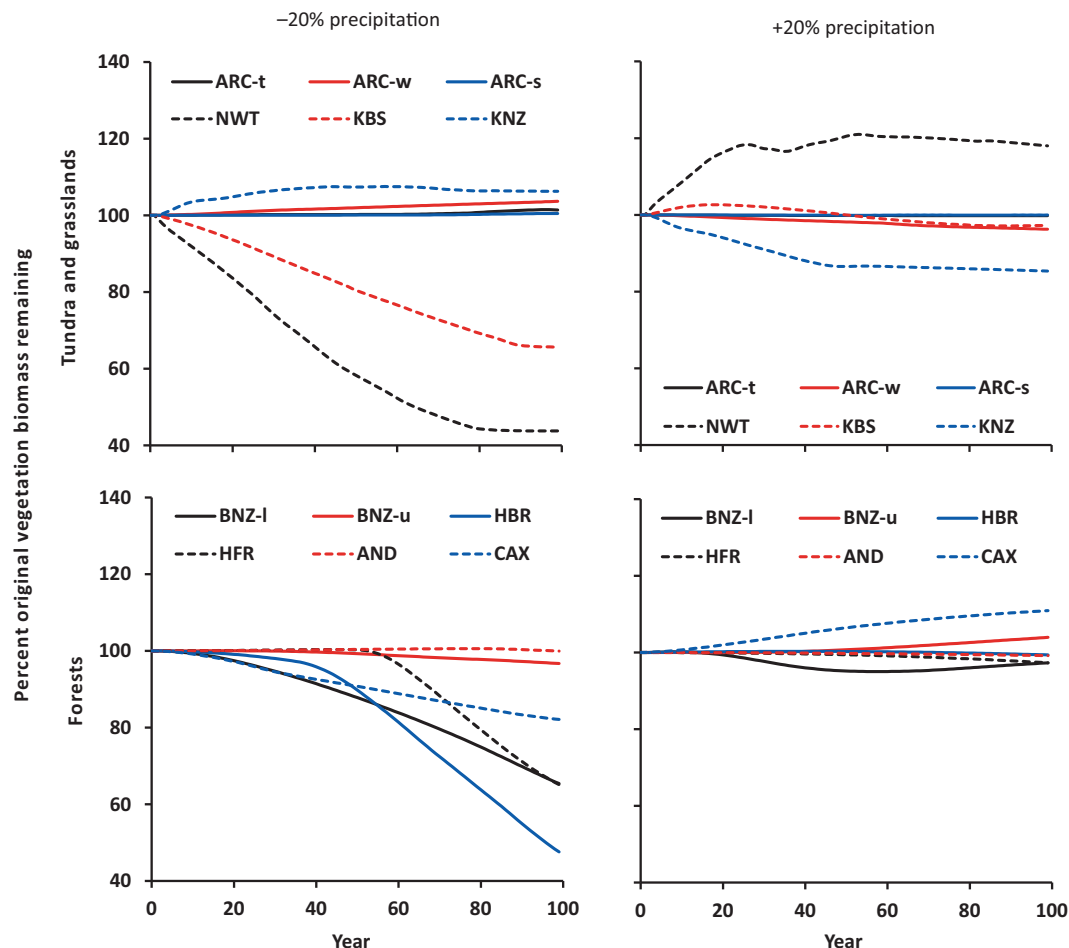 –20% precipitation
+20% precipitation
Percent original vegetation biomass remaining
Tundra and grasslands
140
120
100
80
60
40
ARC-t ARC-w ARC-s
NWT KBS KNZ
ARC-t ARC-w ARC-s
NWT KBS KNZ
Forests
140
120
100
80
60
40
BNZ-l BNZ-u HBR
HFR AND CAX
0 20 40 60 80 100
Year
BNZ-l BNZ-u HBR
HFR AND CAX
0 20 40 60 80 100
Year